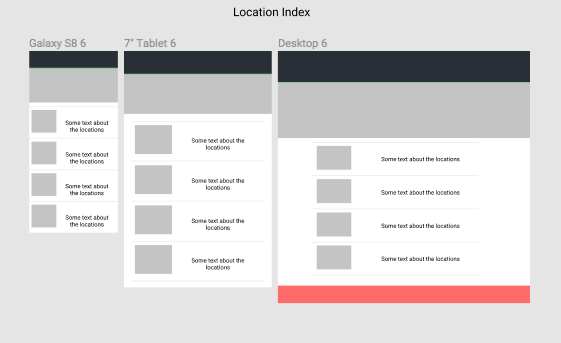 Location Index
Galaxy S8 6
7" Tablet 6
Desktop 6
Some text about
the locations
Some text about
the locations
Some text about
the locations
Some text about
the locations
Some text about the
locations
Some text about the
locations
Some text about the
locations
Some text about the
locations
Some text about the locations
Some text about the locations
Some text about the locations
Some text about the locations